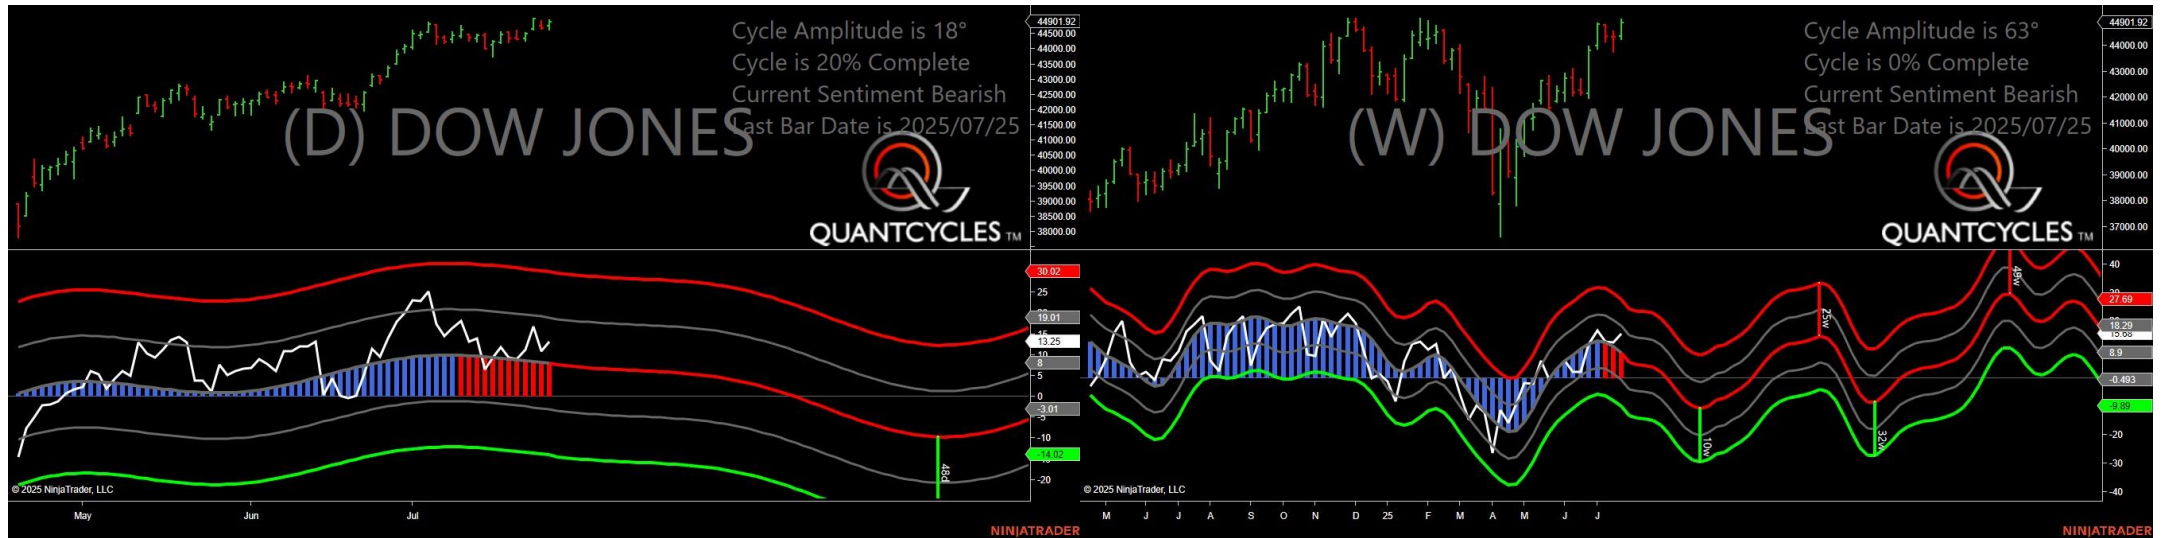 Cycle Amplitude is 18°
Cycle is 20% Complete
Current Sentiment Bearish
Last Bar Date is 2025/07/25
(D) DOW JONES
QUANTCYCLES TM
44901.92
44500.00
44000.00
43500.00
43000.00
42500.00
42000.00
41500.00
41000.00
40500.00
40000.00
39500.00
39000.00
38500.00
38000.00
30.02
25
19.01
15
13.25
10
8
5
0
-3.01
-5
-10
-14.02
-20
48d
© 2025 NinjaTrader, LLC
May Jun Jul
NINJATRADER
Cycle Amplitude is 63°
Cycle is 0% Complete
Current Sentiment Bearish
Last Bar Date is 2025/07/25
(W) DOW JONES
QUANTCYCLES TM
44901.92
44000.00
43000.00
42000.00
41000.00
40000.00
39000.00
38000.00
37000.00
40
27.69
18.29
8.9
-0.493
-9.89
-20
-30
-40
10w
25w
32w
49w
© 2025 NinjaTrader, LLC
M J J A S O N D 25 F M A M J J
NINJATRADER